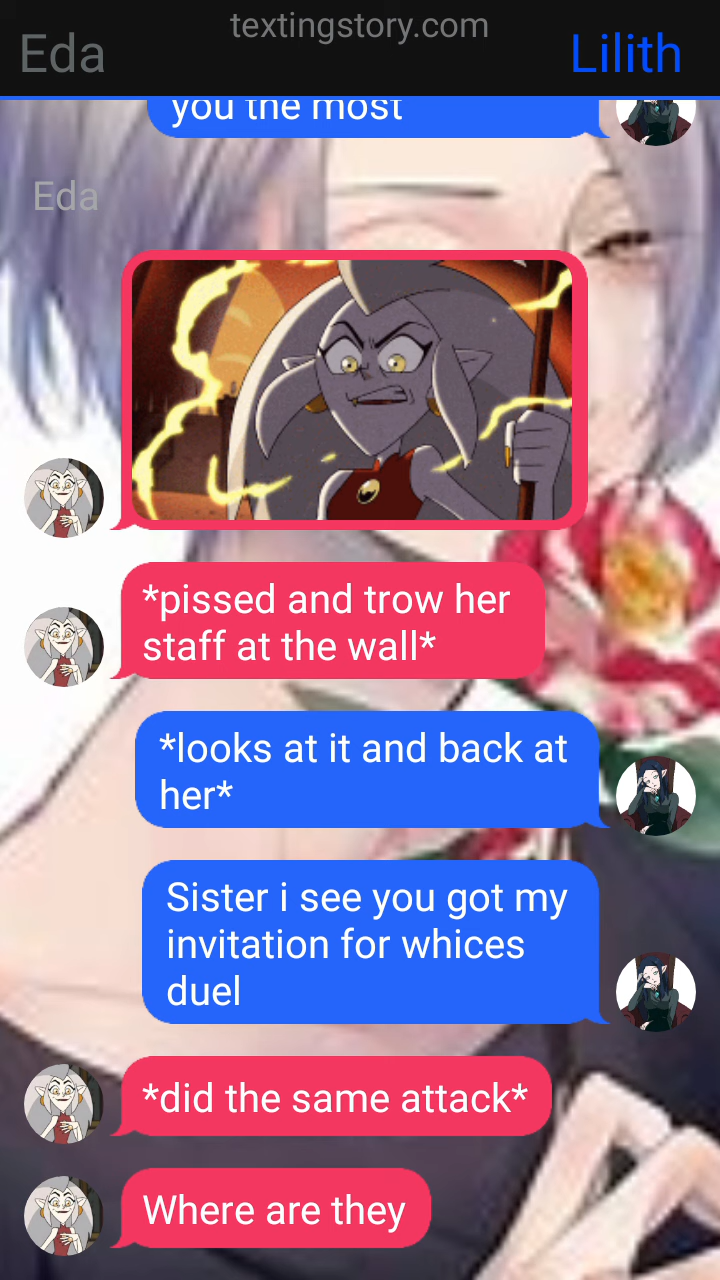 textingstory.com
Eda
Lilith
you the most
Eda
*pissed and trow her
staff at the wall*
*looks at it and back at
her*
Sister i see you got my
invitation for whices
duel
*did the same attack*
Where are they